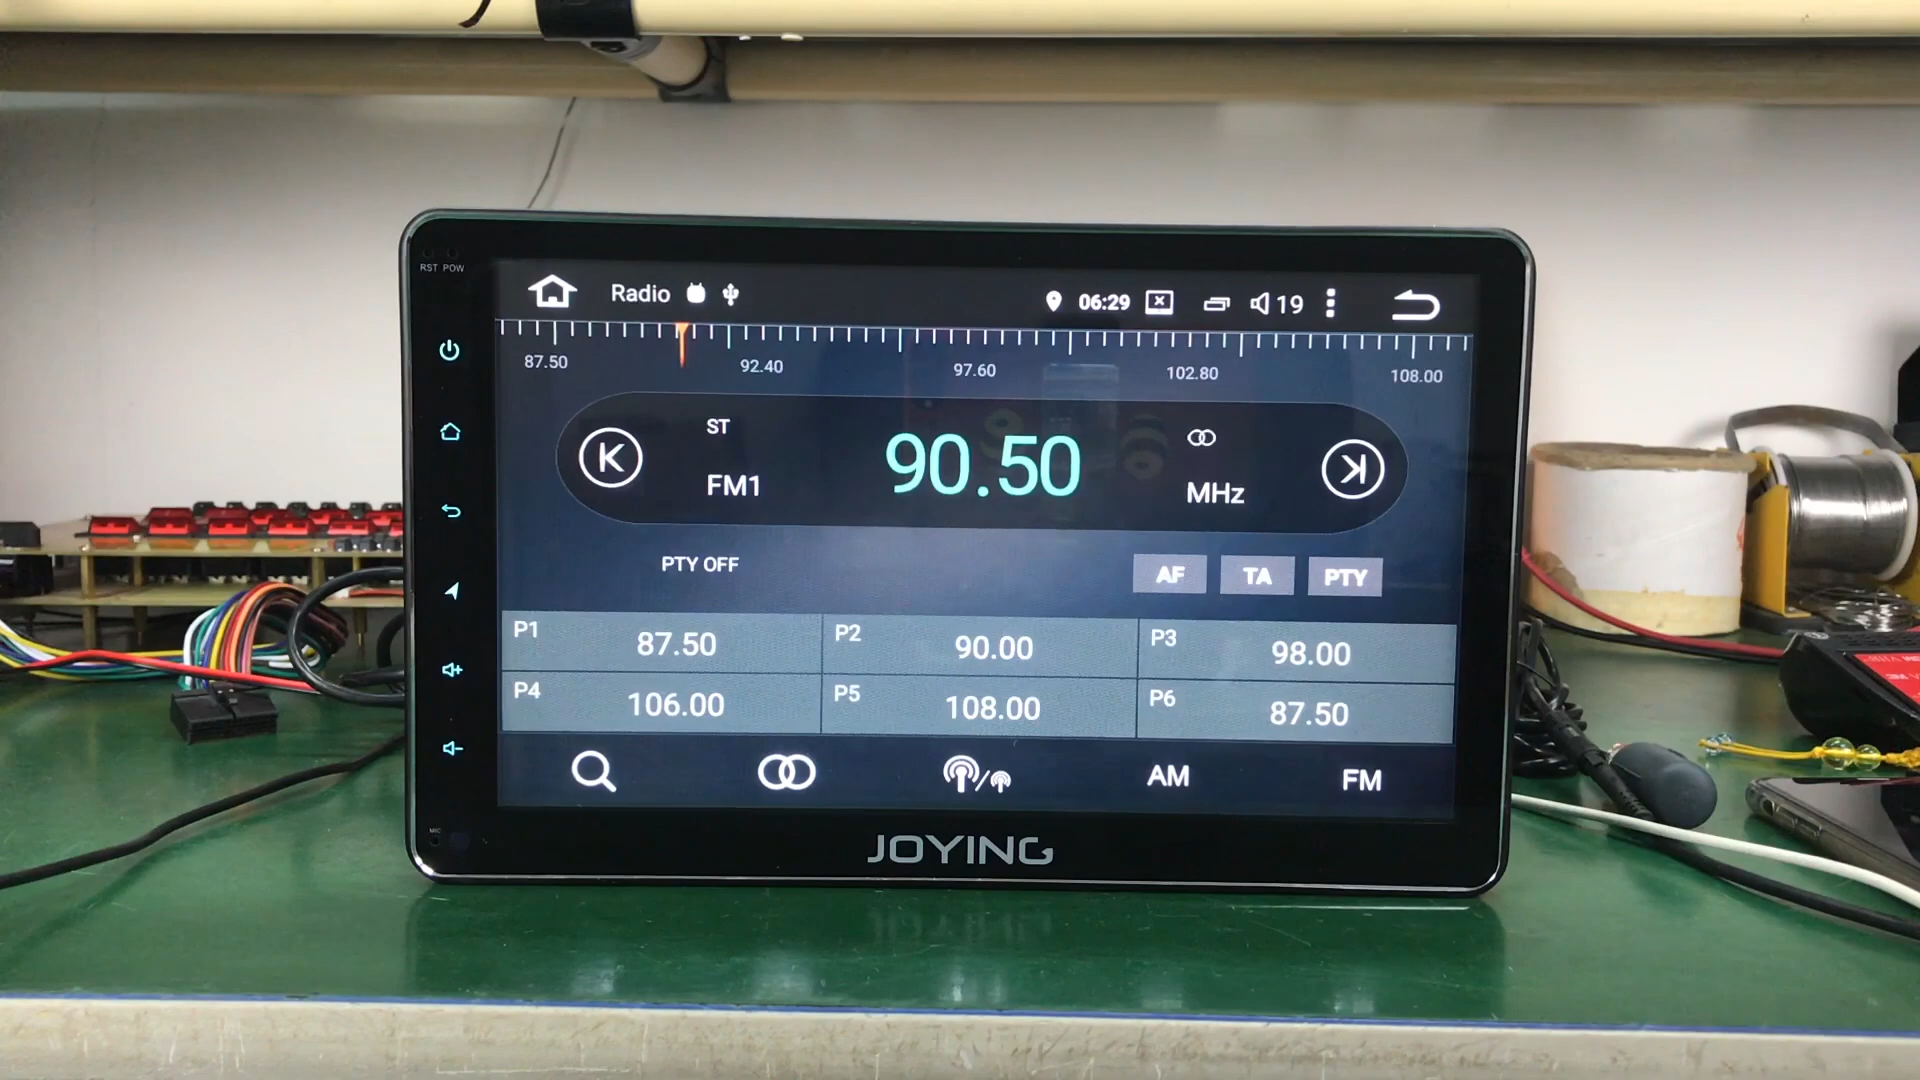 RST POW
Radio 06:29 19
87.50 92.40 97.60 102.80 108.00
ST
FM1 90.50 MHz
PTY OFF AF TA PTY
P1 87.50 P2 90.00 P3 98.00
P4 106.00 P5 108.00 P6 87.50
AM FM
MIC
JOYING